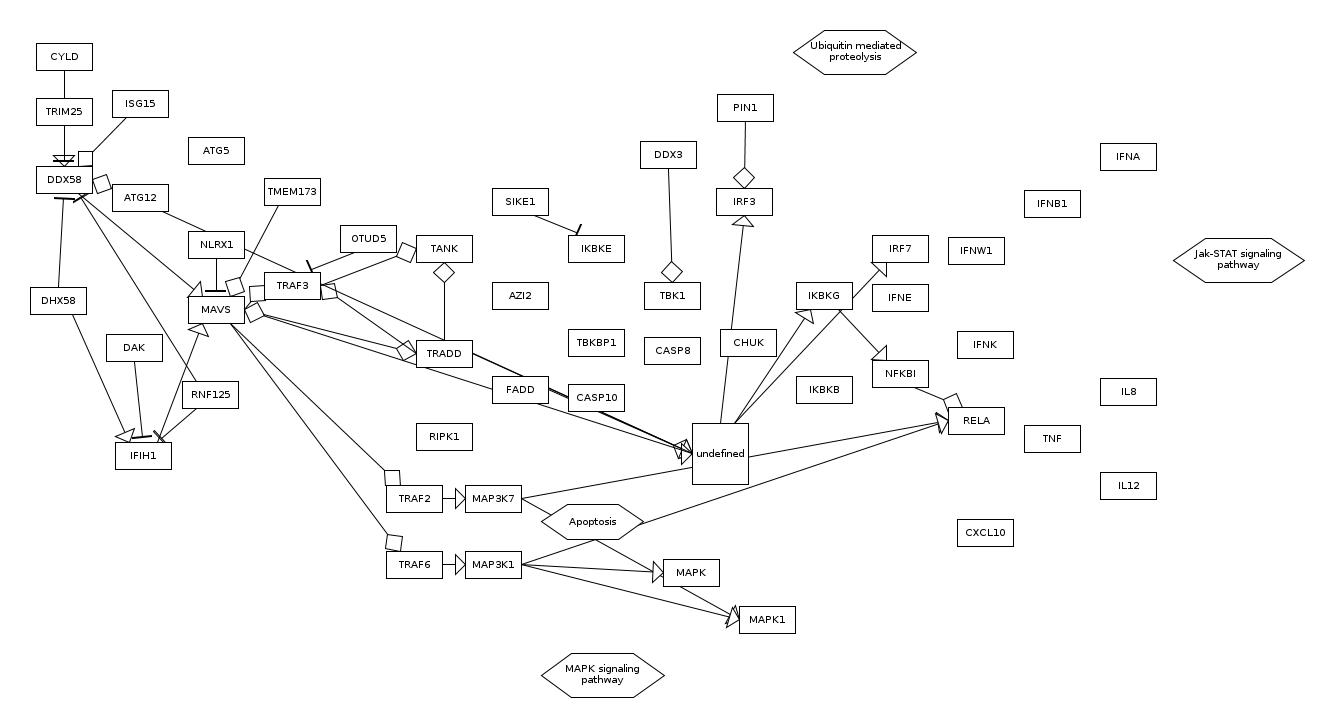 Ubiquitin mediated
proteolysis
CYLD
TRIM25
ISG15
PIN1
ATG5
DDX3
IFNA
DDX58
ATG12
TMEM173
SIKE1
IRF3
IFNB1
NLRX1
OTUD5
TANK
IKBKE
IRF7
IFNW1
Jak-STAT signaling
pathway
TRAF3
DHX58
MAVS
AZI2
TBK1
IKBKG
IFNE
DAK
TRADD
TBKBP1
CASP8
CHUK
IFNK
NFKBI
RNF125
FADD
CASP10
IKBKB
IL8
RELA
RIPK1
TNF
IFIH1
undefined
IL12
TRAF2
MAP3K7
Apoptosis
CXCL10
TRAF6
MAP3K1
MAPK
MAPK1
MAPK signaling
pathway